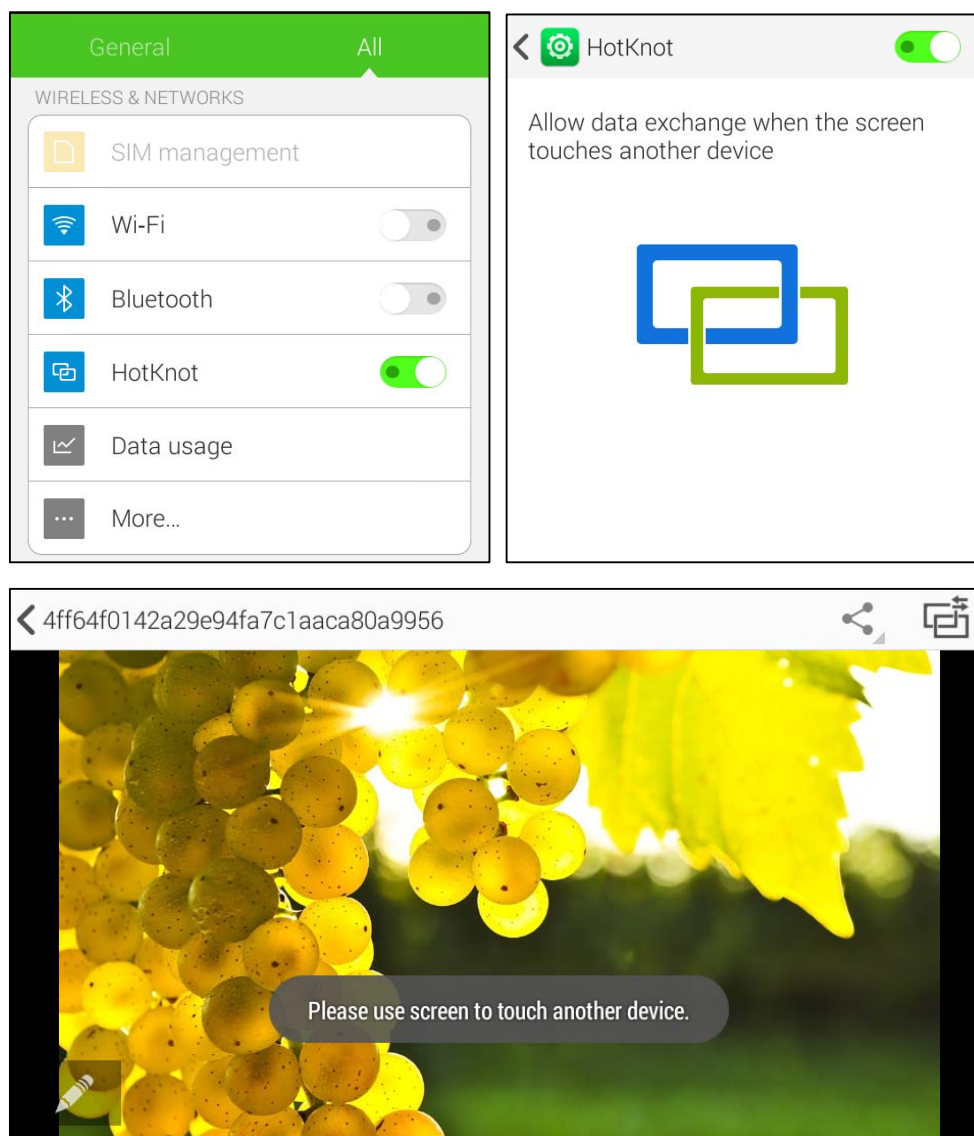 General
All
WIRELESS & NETWORKS
SIM management
Wi-Fi
Bluetooth
HotKnot
Data usage
More...
HotKnot
Allow data exchange when the screen
touches another device
4ff64f0142a29e94fa7c1aaca80a9956
Please use screen to touch another device.